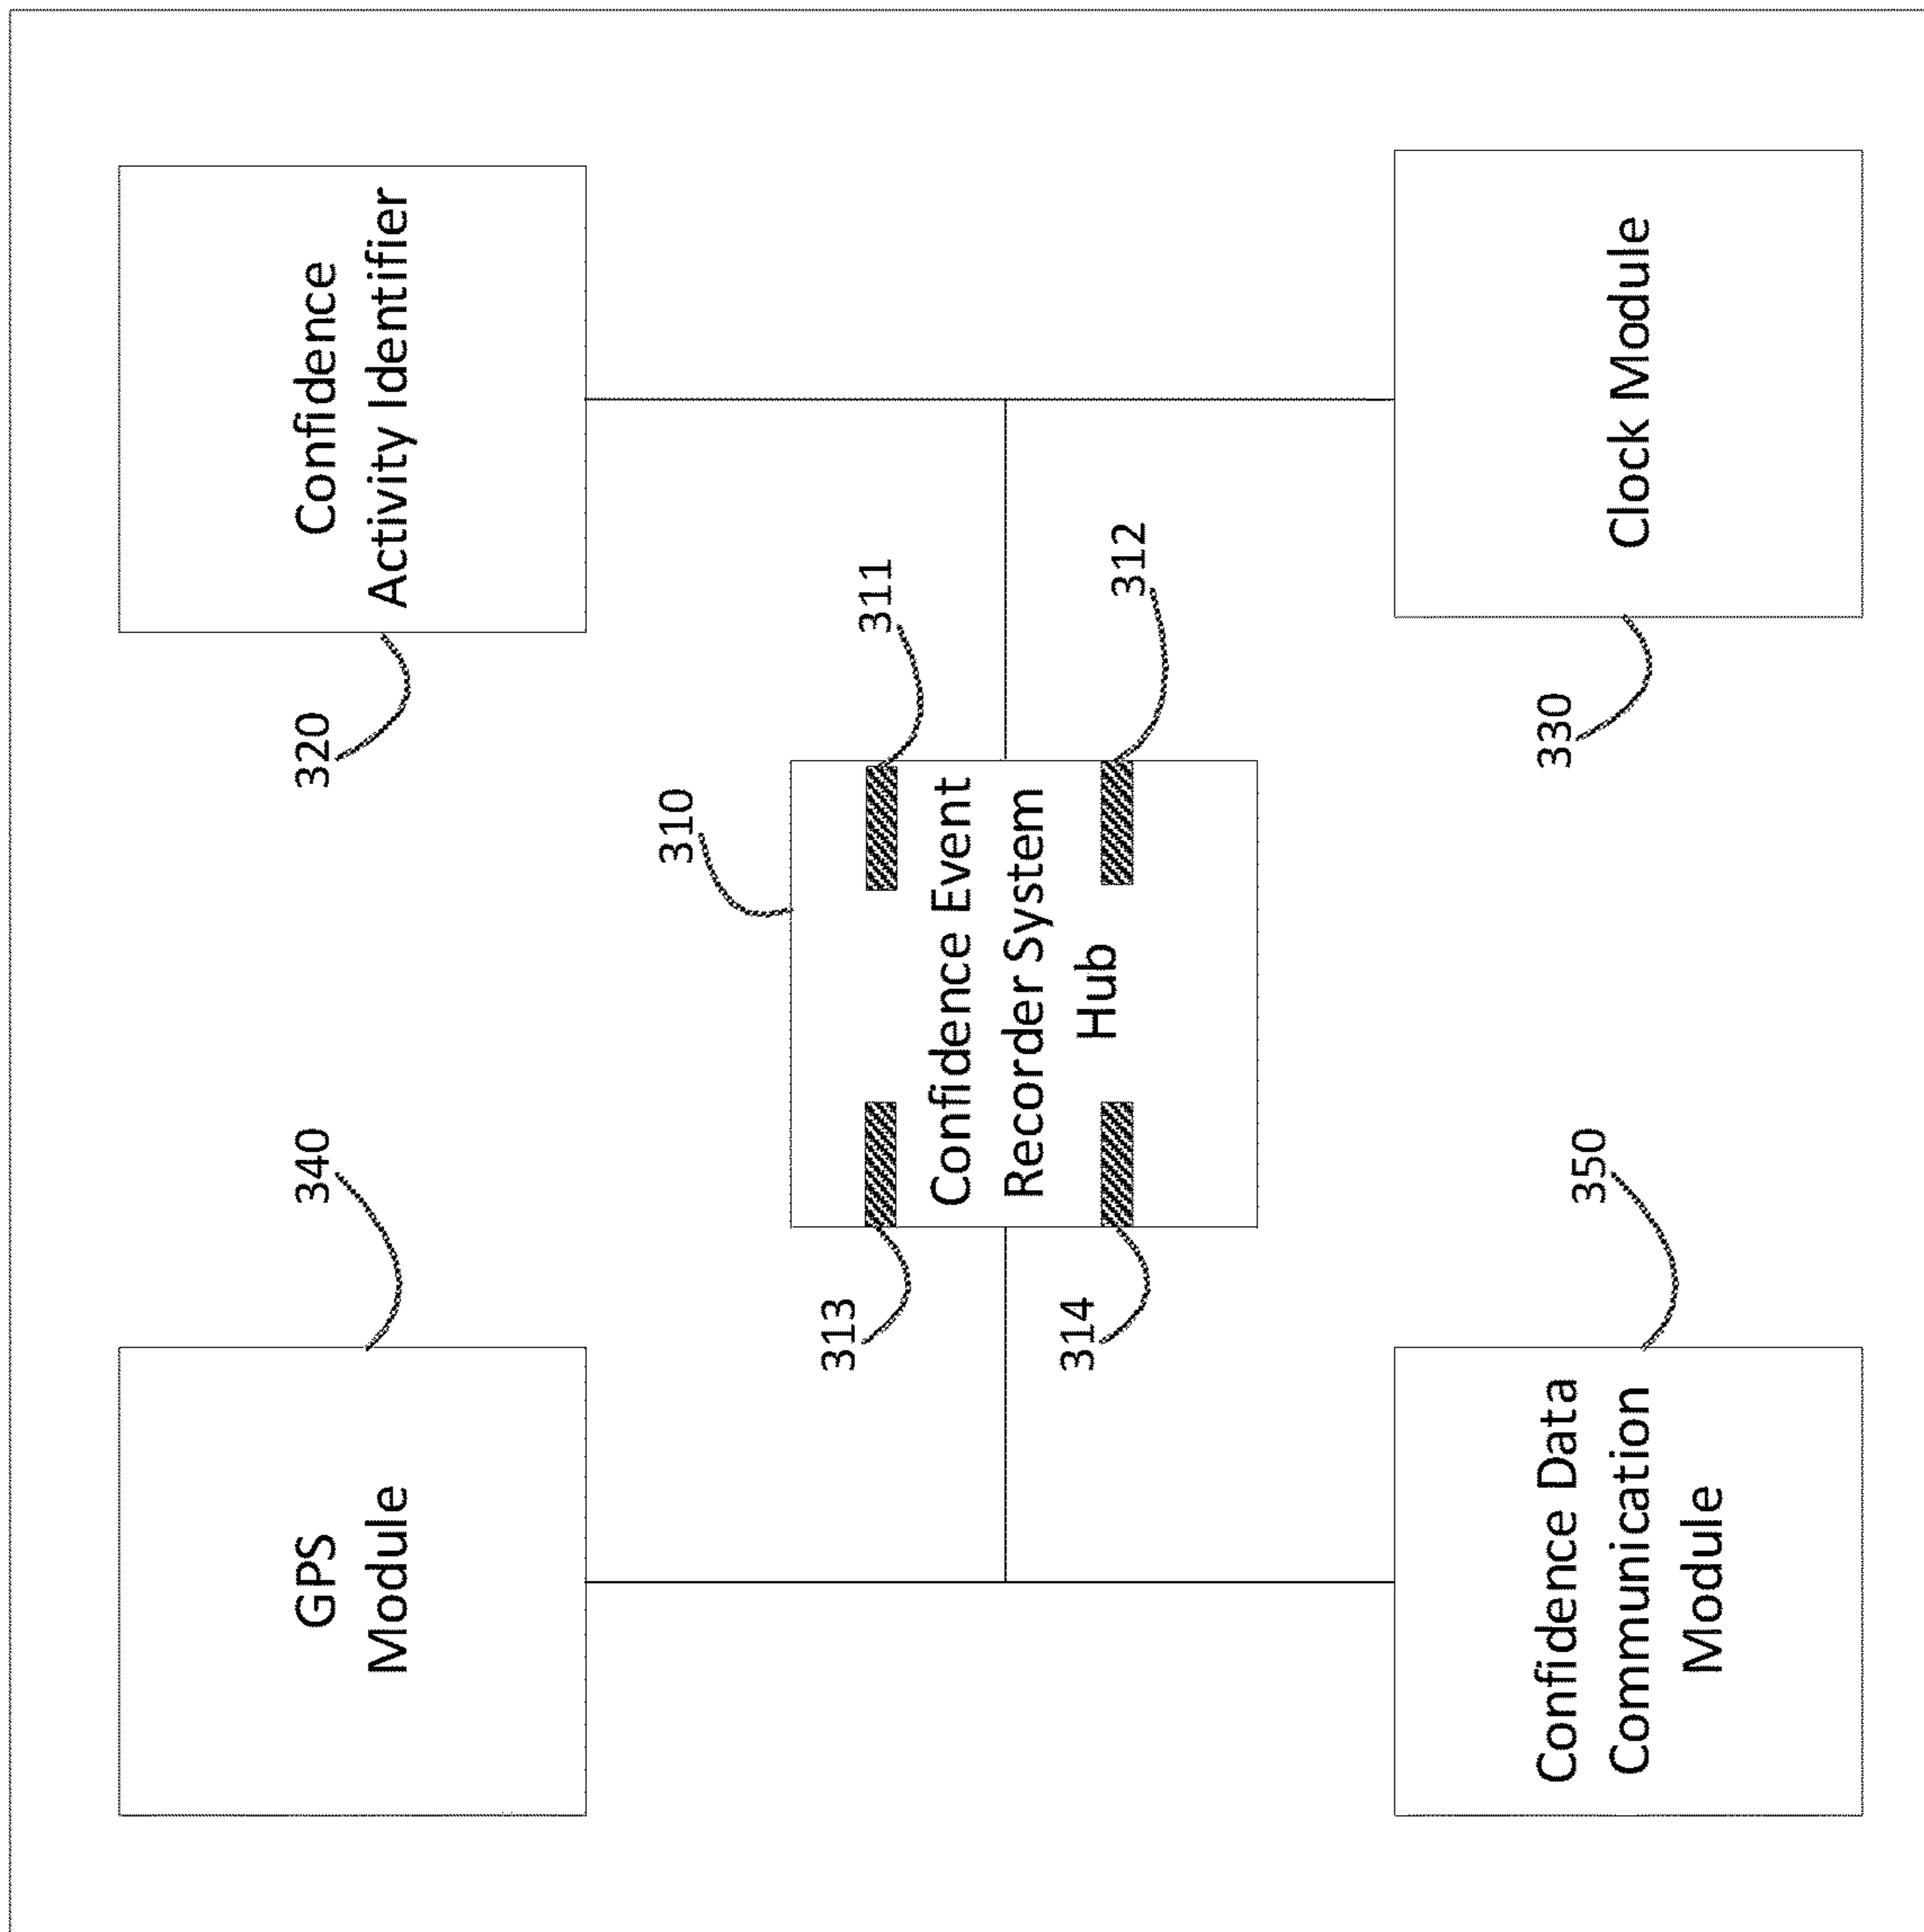 GPS
Module
340
320
Confidence
Activity Identifier
310
313
311
Confidence Event
Recorder System
Hub
314
312
Confidence Data
Communication
Module
350
330
Clock Module